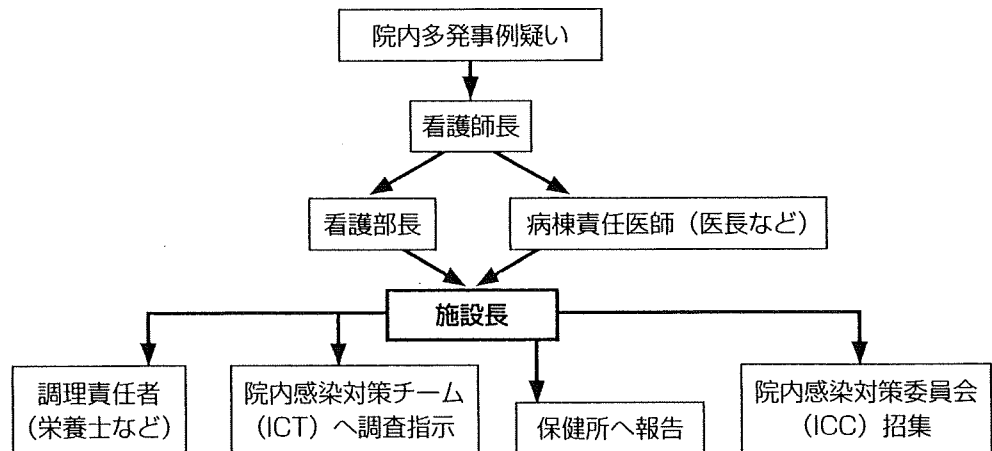 院内多発事例疑い
看護師長
看護部長
病棟責任医師（医長など）
施設長
調理責任者
（栄養士など）
院内感染対策チーム
（ICT）へ調査指示
保健所へ報告
院内感染対策委員会
（ICC）招集